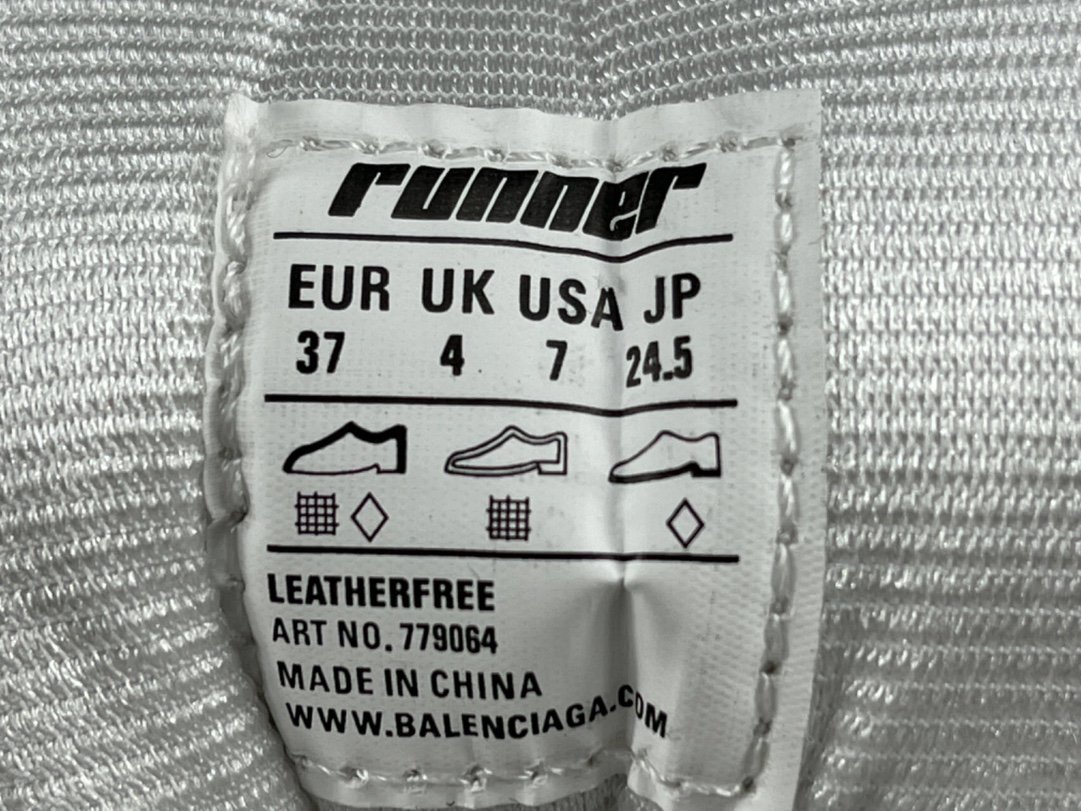 runner
EUR UK USA JP
37 4 7 24.5
LEATHERFREE
ART NO. 779064
MADE IN CHINA
WWW.BALENCIAGA.COM